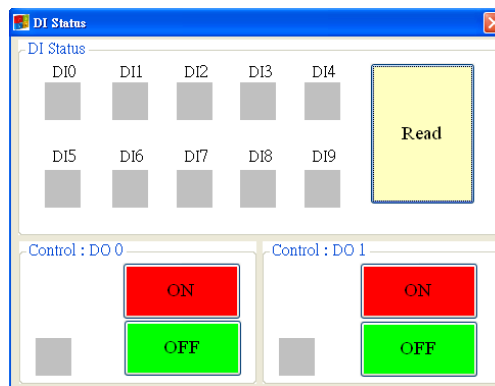 DI Status
DI Status
DI0 DI1 DI2 DI3 DI4
Read
DI5 DI6 DI7 DI8 DI9
Control : DO 0
ON
OFF
Control : DO 1
ON
OFF